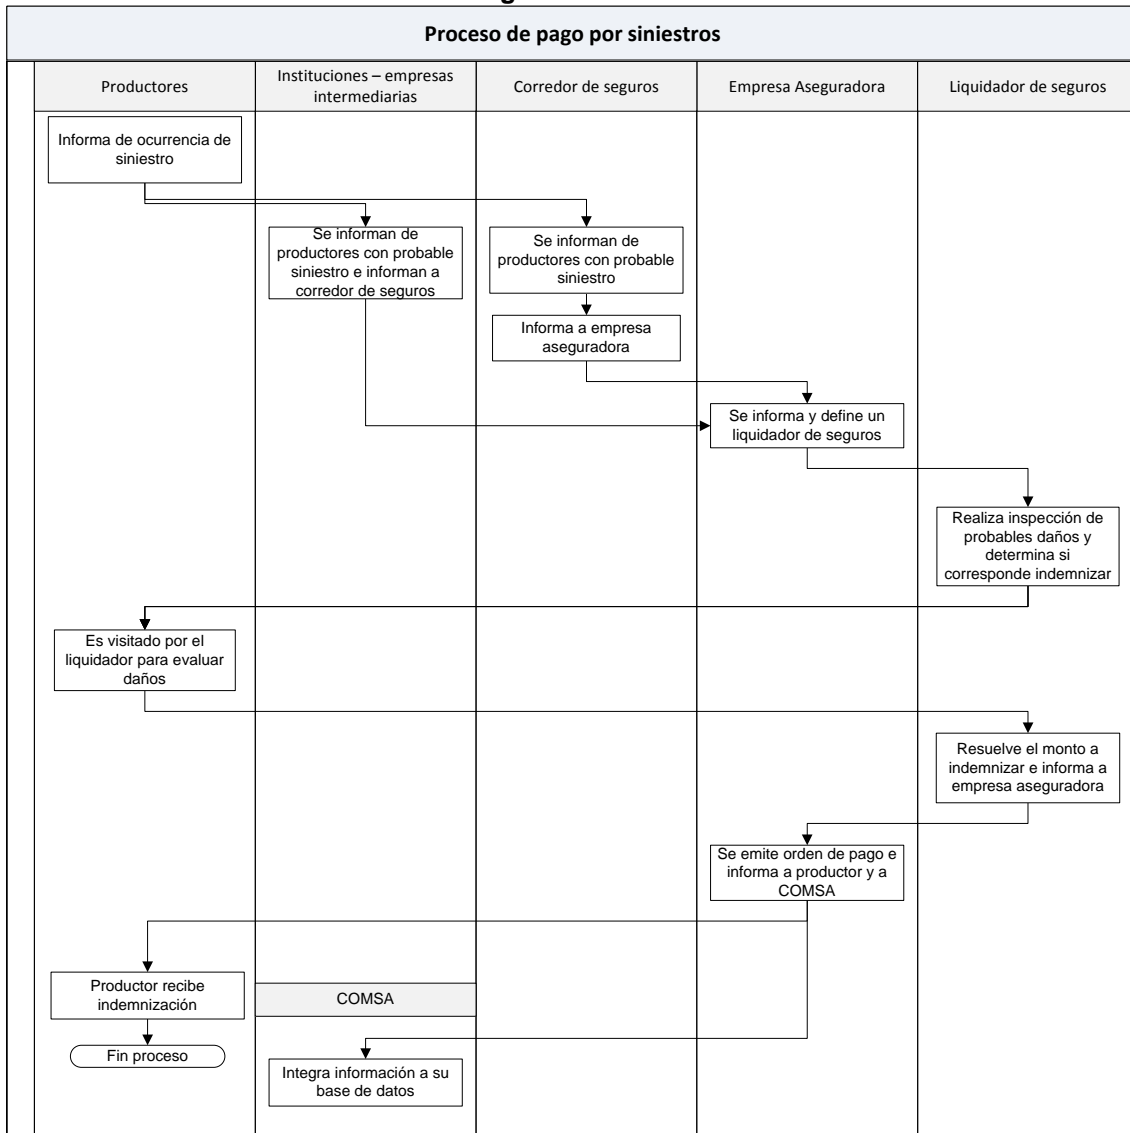 Proceso de pago por siniestros
Productores
Instituciones – empresas
intermediarias
Corredor de seguros
Empresa Aseguradora
Liquidador de seguros
Informa de ocurrencia de
siniestro
Se informan de
productores con probable
siniestro e informan a
corredor de seguros
Se informan de
productores con probable
siniestro
Informa a empresa
aseguradora
Se informa y define un
liquidador de seguros
Realiza inspección de
probables daños y
determina si
corresponde indemnizar
Es visitado por el
liquidador para evaluar
daños
Resuelve el monto a
indemnizar e informa a
empresa aseguradora
Se emite orden de pago e
informa a productor y a
COMSA
Productor recibe
indemnización
COMSA
Fin proceso
Integra información a su
base de datos